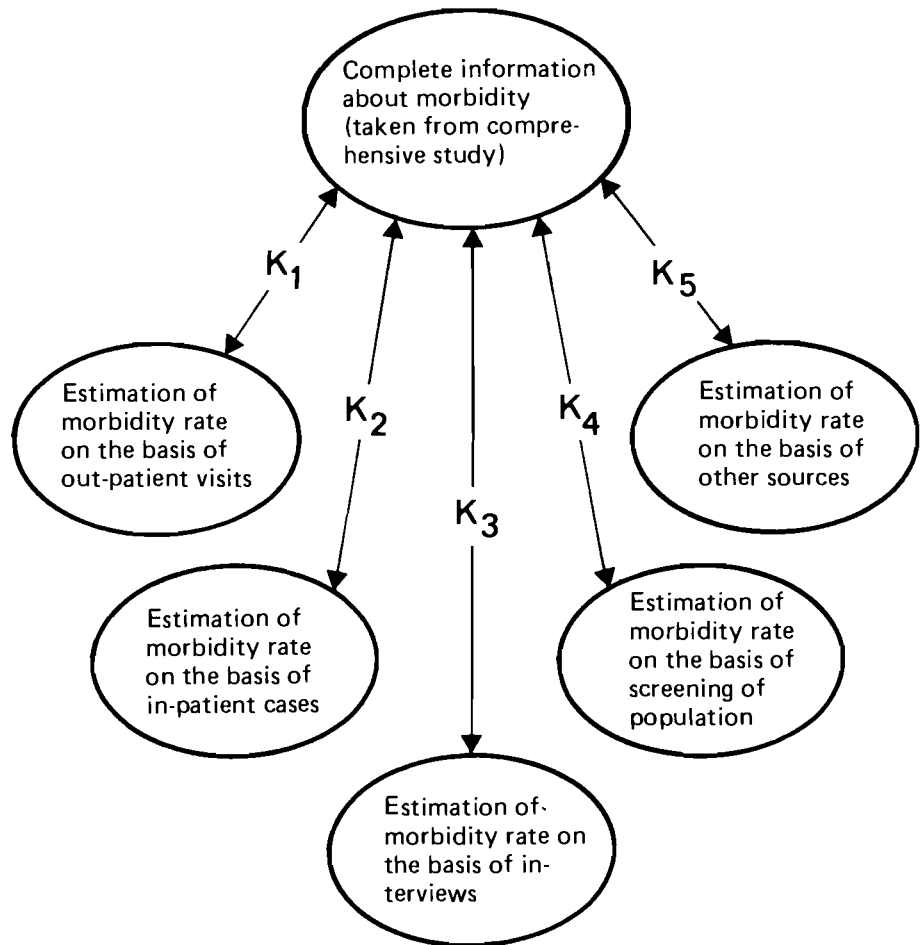 Complete information
about morbidity
(taken from compre-
hensive study)
K1
K2
K3
K4
K5
Estimation of
morbidity rate
on the basis of
out-patient visits
Estimation of
morbidity rate
on the basis of
in-patient cases
Estimation of
morbidity rate on
the basis of in-
terviews
Estimation of
morbidity rate
on the basis of
screening of
population
Estimation of
morbidity rate
on the basis of
other sources